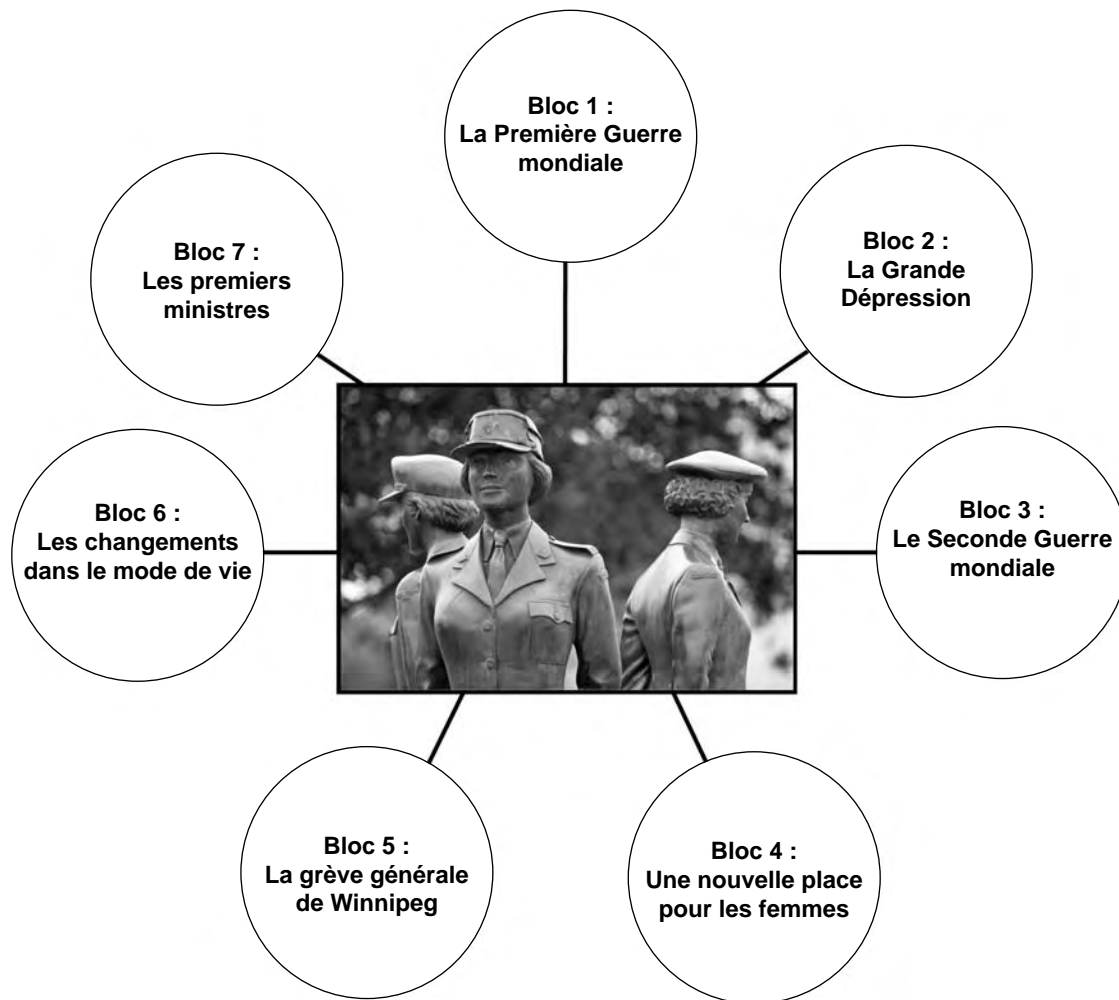 Bloc 1 :
La Première Guerre
mondiale
Bloc 2 :
La Grande
Dépression
Bloc 3 :
Le Seconde Guerre
mondiale
Bloc 4 :
Une nouvelle place
pour les femmes
Bloc 5 :
La grève générale
de Winnipeg
Bloc 6 :
Les changements
dans le mode de vie
Bloc 7 :
Les premiers
ministres